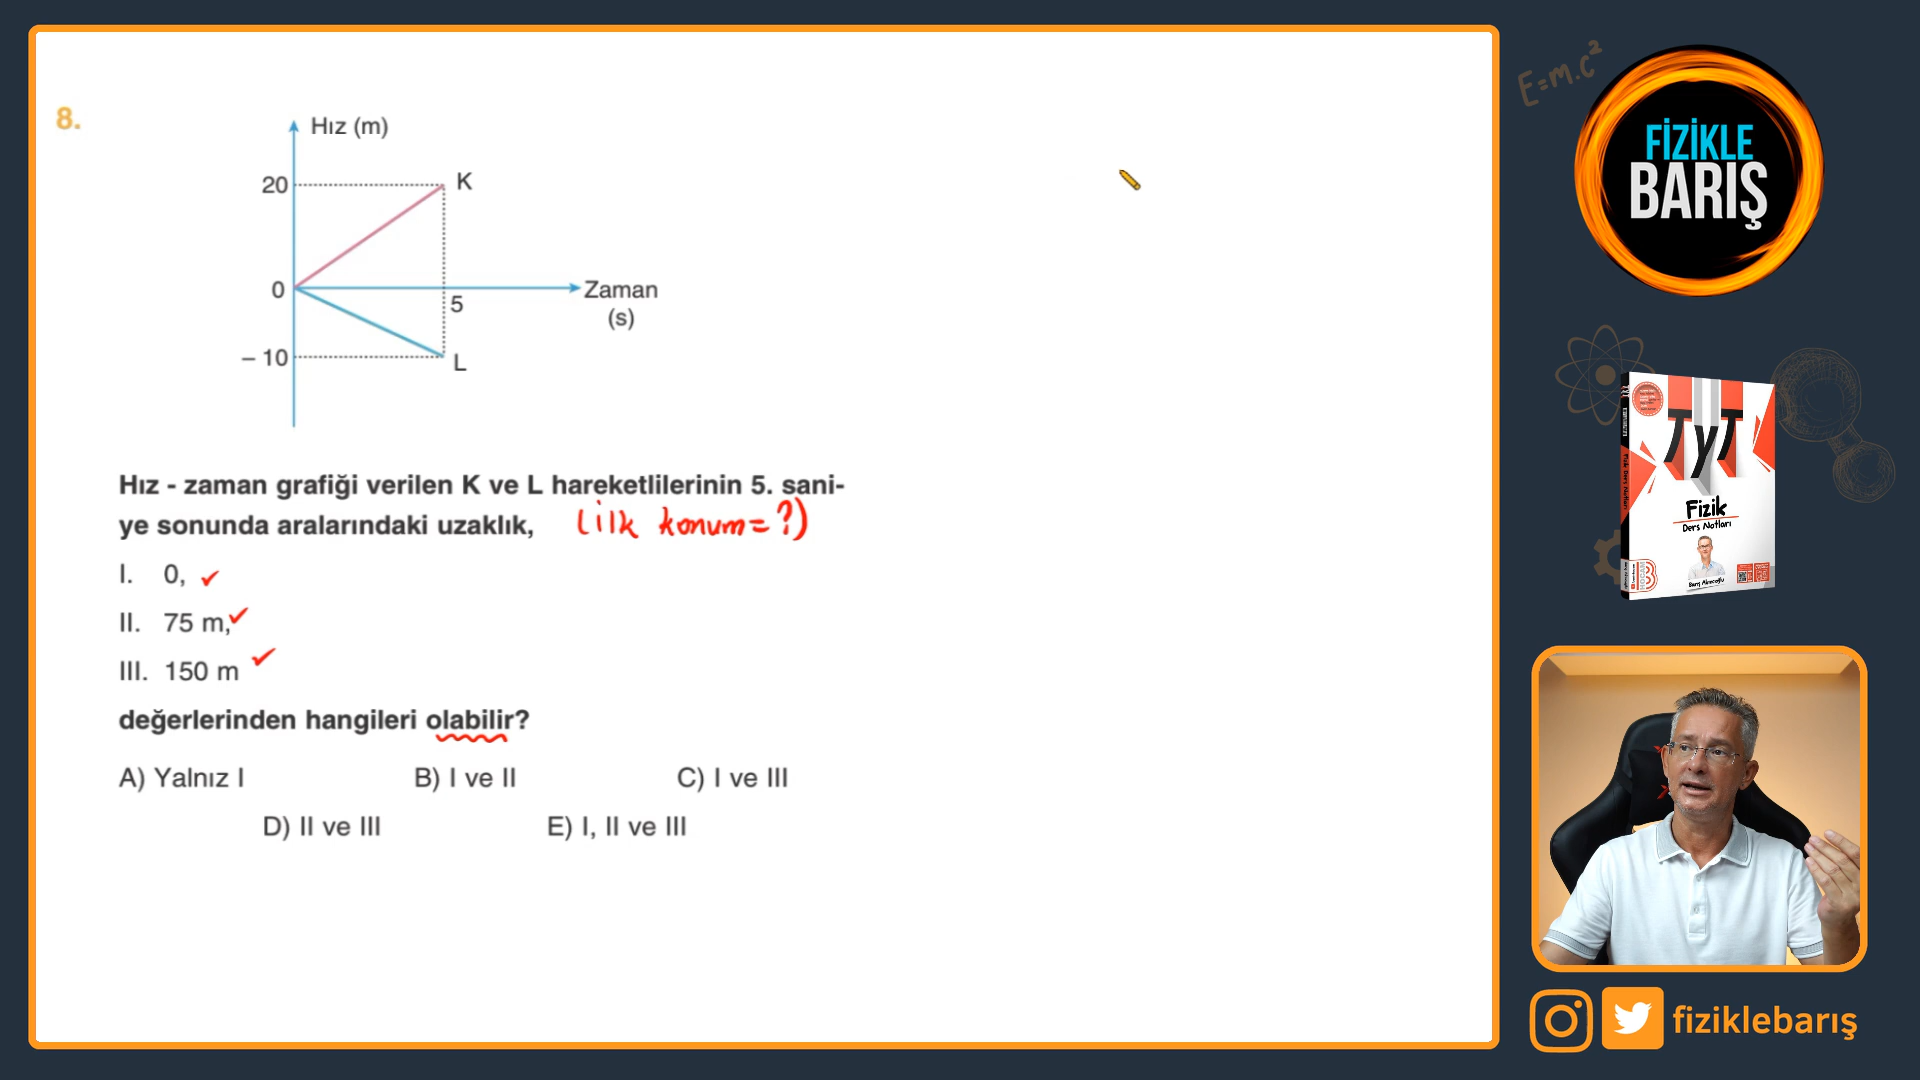 8.
Hız (m)
20
K
0
5
Zaman
(s)
– 10
L
Hız - zaman grafiği verilen K ve L hareketlilerinin 5. sani-
ye sonunda aralarındaki uzaklık, (ilk konum=?)
I. 0,
II. 75 m,
III. 150 m
değerlerinden hangileri olabilir?
A) Yalnız I B) I ve II C) I ve III
D) II ve III E) I, II ve III
E=m.c²
FİZİKLE
BARIŞ
TYT
Fizik
Ders Notları
fiziklebarış